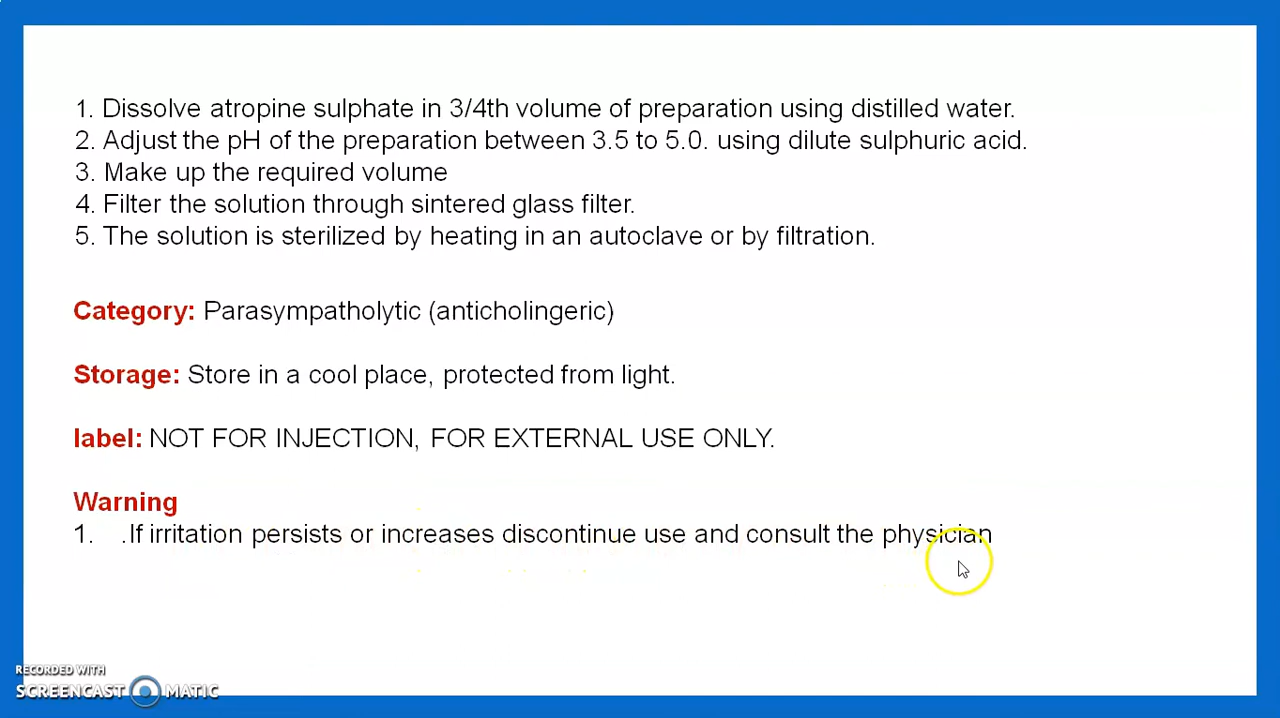 1. Dissolve atropine sulphate in 3/4th volume of preparation using distilled water.
2. Adjust the pH of the preparation between 3.5 to 5.0. using dilute sulphuric acid.
3. Make up the required volume
4. Filter the solution through sintered glass filter.
5. The solution is sterilized by heating in an autoclave or by filtration.
Category: Parasympatholytic (anticholingeric)
Storage: Store in a cool place, protected from light.
label: NOT FOR INJECTION, FOR EXTERNAL USE ONLY.
Warning
1. .If irritation persists or increases discontinue use and consult the physician
RECORDED WITH
SCREENCAST MATIC